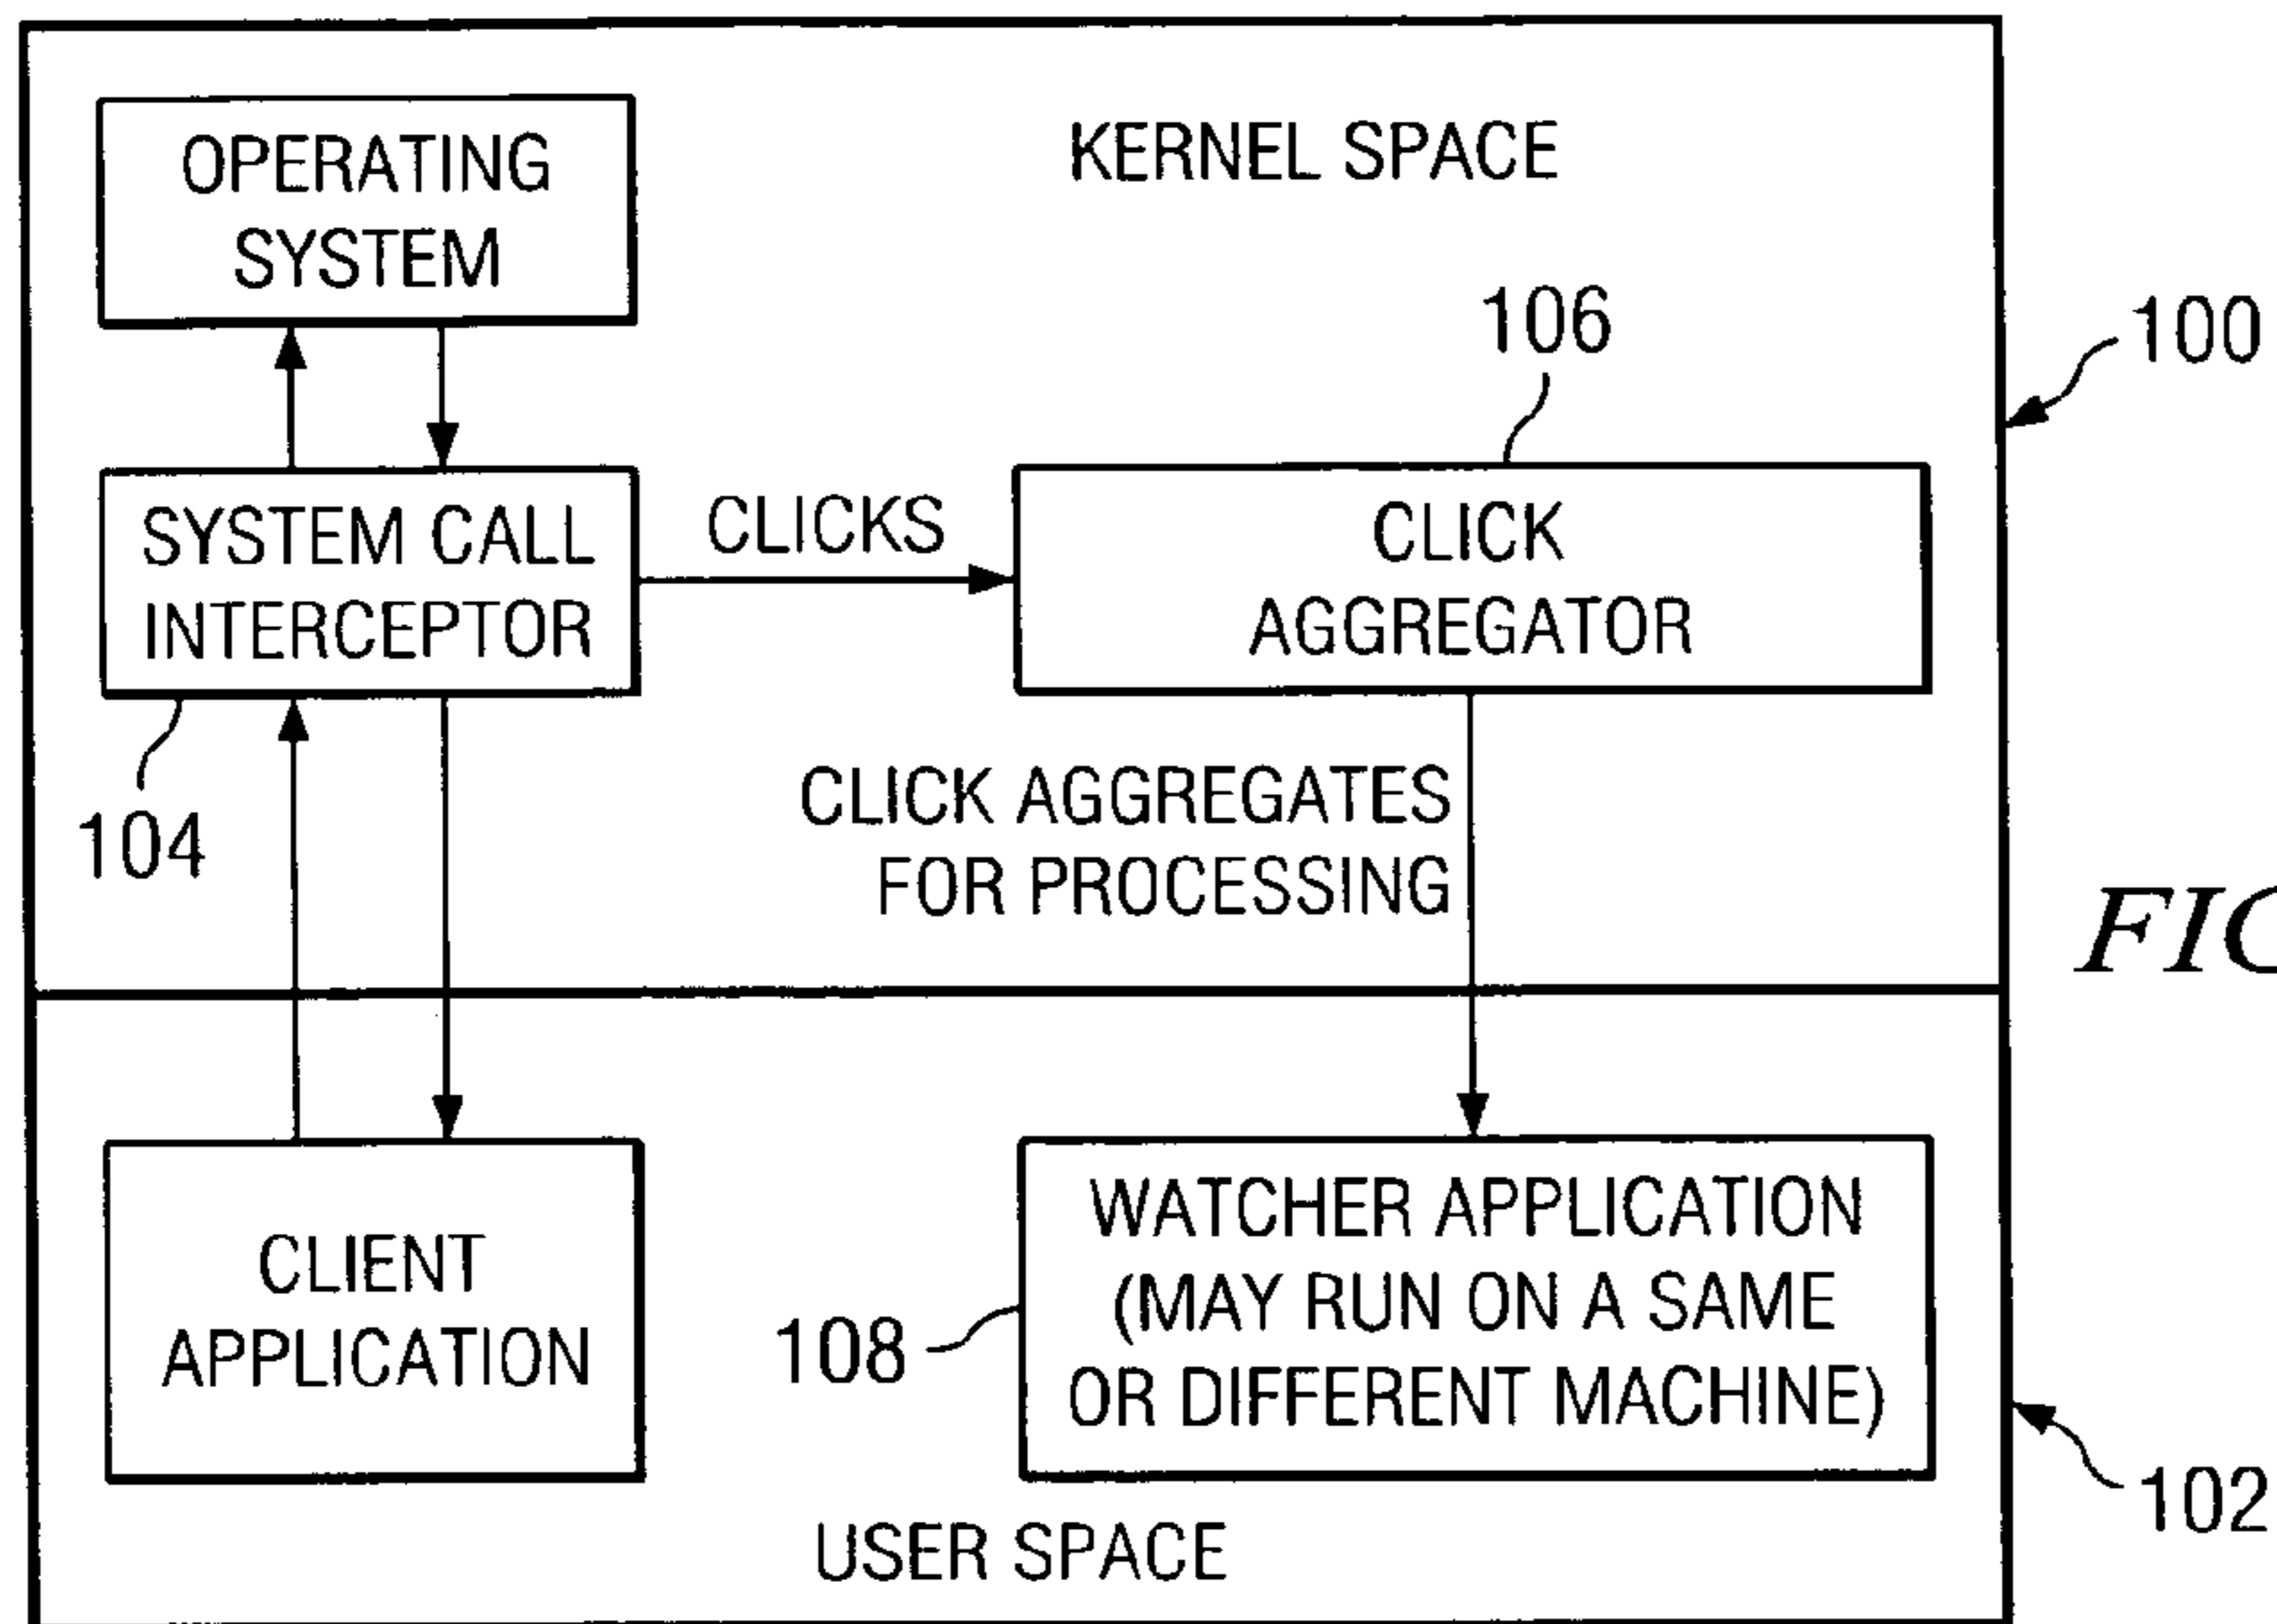 OPERATING
SYSTEM
KERNEL SPACE
106
100
SYSTEM CALL
INTERCEPTOR
CLICKS
CLICK
AGGREGATOR
104
CLICK AGGREGATES
FOR PROCESSING
FIG
CLIENT
APPLICATION
108
WATCHER APPLICATION
(MAY RUN ON A SAME
OR DIFFERENT MACHINE)
102
USER SPACE